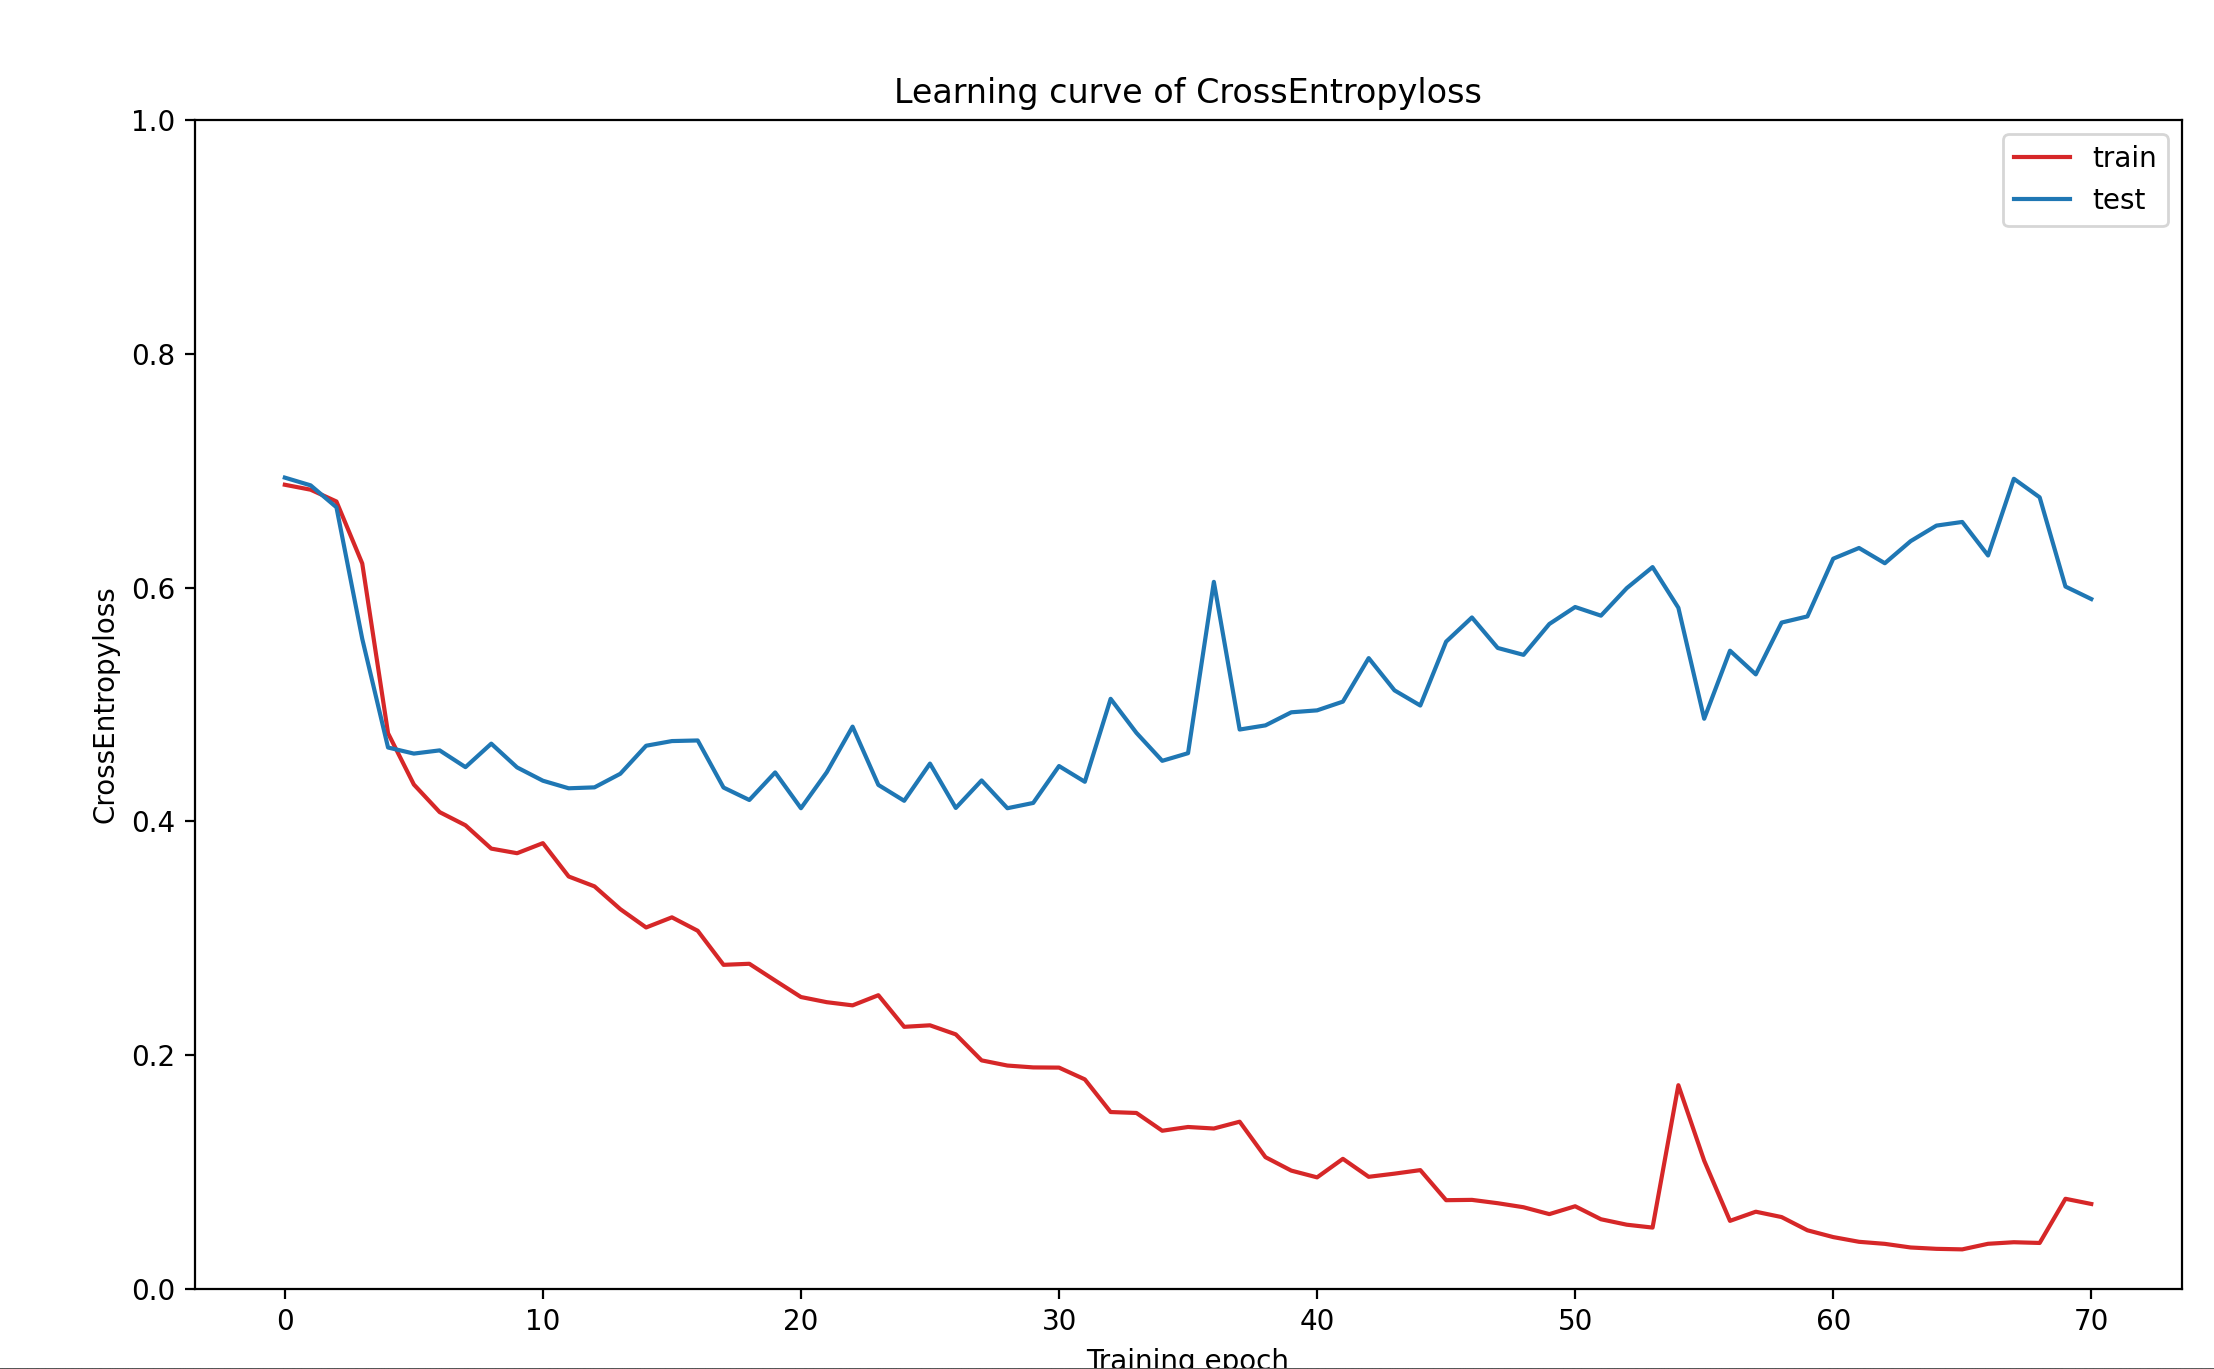 Learning curve of CrossEntropyloss
1.0
0.8
0.6
0.4
0.2
0.0
CrossEntropyloss
train
test
0 10 20 30 40 50 60 70
Training epoch